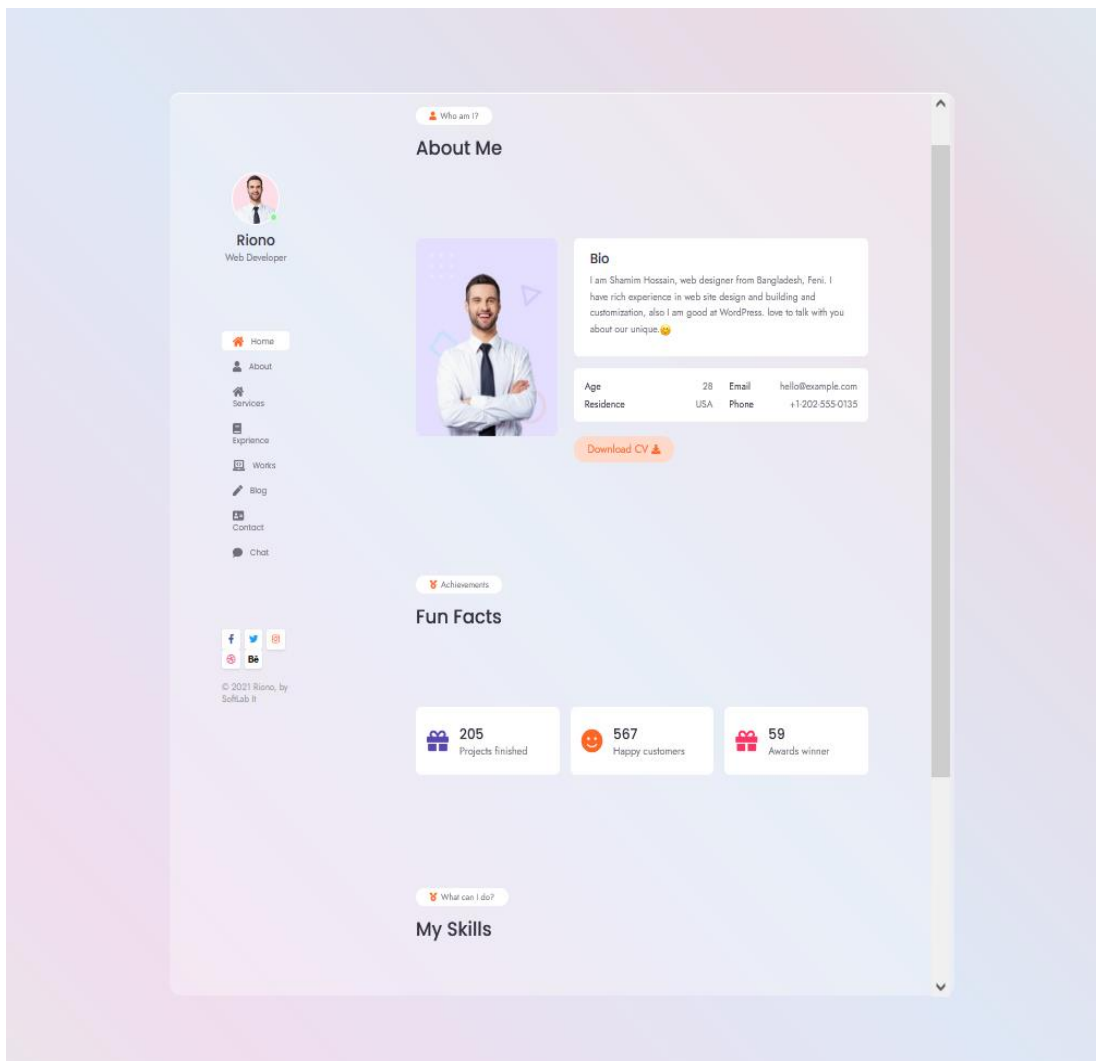 Riono
Web Developer
Home
About
Services
Exprience
Works
Blog
Contact
Chat
Bē
© 2021 Riono, by
SoftLab It
Who am I?
About Me
Bio
I am Shamim Hossain, web designer from Bangladesh, Feni. I
have rich experience in web site design and building and
customization, also I am good at WordPress. love to talk with you
about our unique.😊
Age 28 Email hello@example.com
Residence USA Phone +1-202-555-0135
Download CV
Achievements
Fun Facts
205
Projects finished
567
Happy customers
59
Awards winner
What can I do?
My Skills